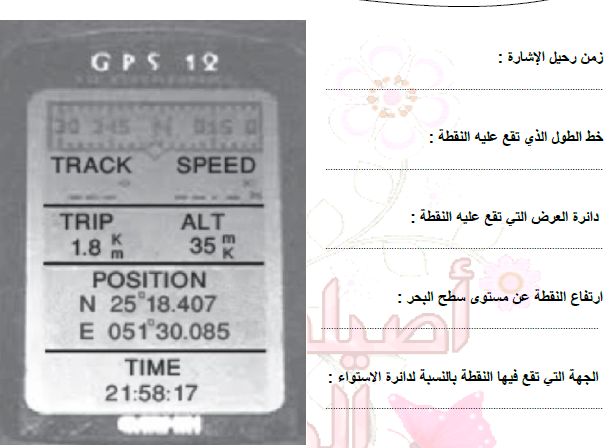 GPS 12
TRACK SPEED
TRIP ALT
1.8 K m 35 m K
POSITION
N 25°18.407
E 051°30.085
TIME
21:58:17
GARMIN
زمن رحيل الإشارة :
خط الطول الذي تقع عليه النقطة :
دائرة العرض التي تقع عليه النقطة :
ارتفاع النقطة عن مستوى سطح البحر :
الجهة التي تقع فيها النقطة بالنسبة لدائرة الاستواء :